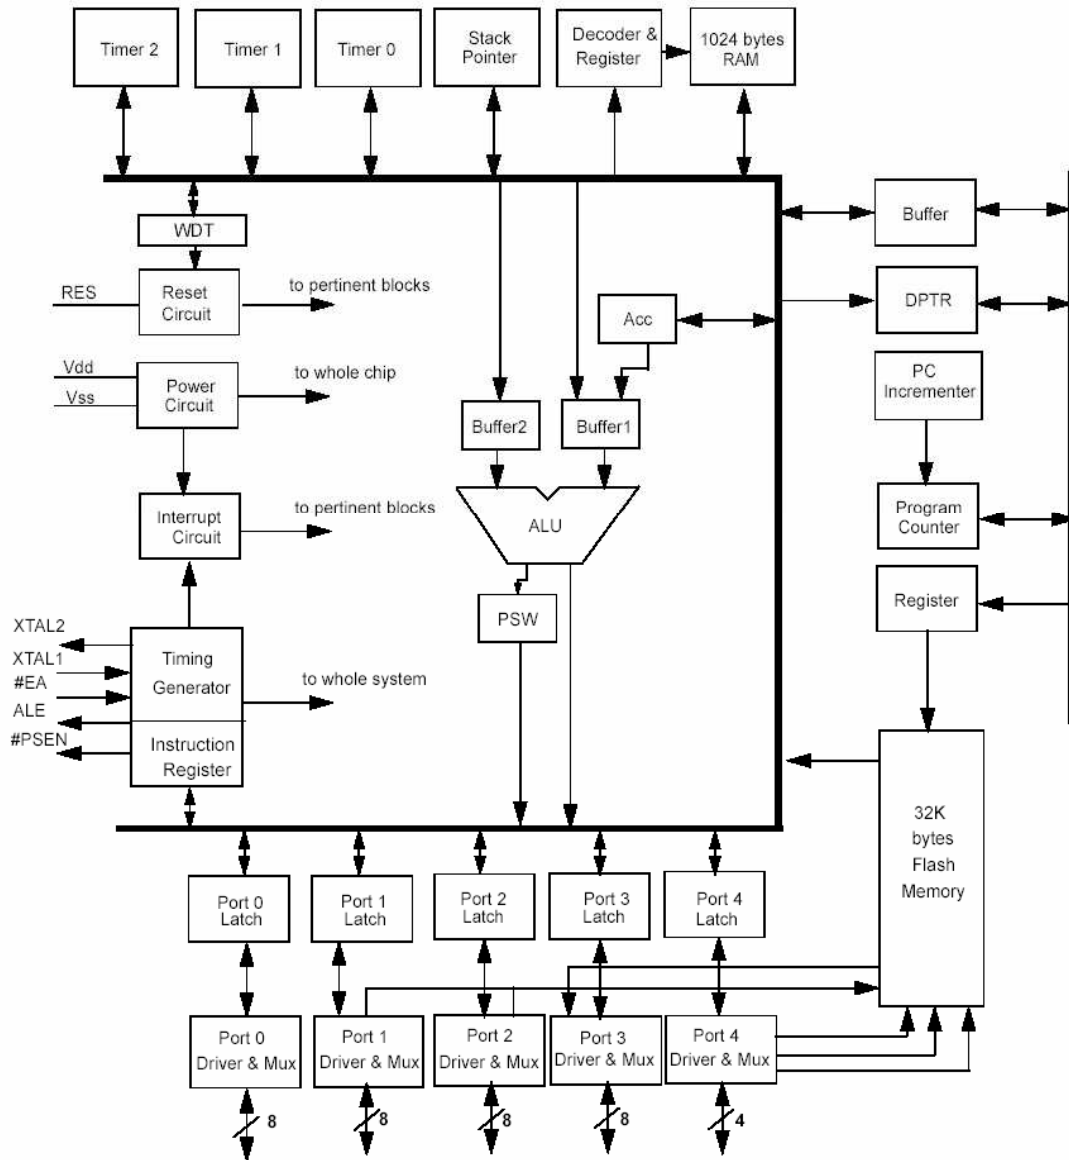 Timer 2
Timer 1
Timer 0
Stack
Pointer
Decoder &
Register
1024 bytes
RAM
WDT
RES
Reset
Circuit
to pertinent blocks
Vdd
Vss
Power
Circuit
to whole chip
Interrupt
Circuit
to pertinent blocks
XTAL2
XTAL1
#EA
ALE
#PSEN
Timing
Generator
Instruction
Register
to whole system
Acc
Buffer2
Buffer1
ALU
PSW
Buffer
DPTR
PC
Incrementer
Program
Counter
Register
32K
bytes
Flash
Memory
Port 0
Latch
Port 1
Latch
Port 2
Latch
Port 3
Latch
Port 4
Latch
Port 0
Driver & Mux
Port 1
Driver & Mux
Port 2
Driver & Mux
Port 3
Driver & Mux
Port 4
Driver & Mux
8
8
8
8
4